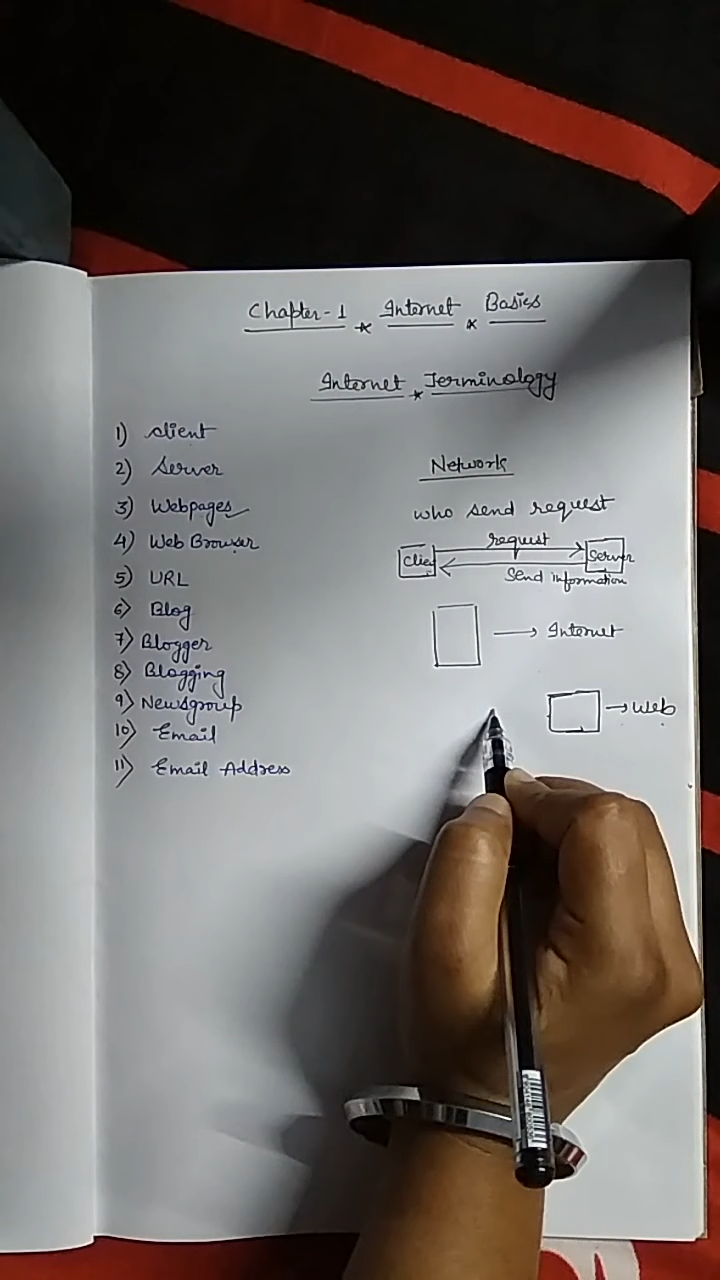 Chapter-1 * Internet * Basics
Internet * Terminology
1) Client
2) Server
3) Webpages
4) Web Browser
5) URL
6) Blog
7) Blogger
8) Blogging
9) Newsgroup
10) Email
11) Email Address
Network
who send request
request
Clie Server
Send information
→ Internet
→ Web